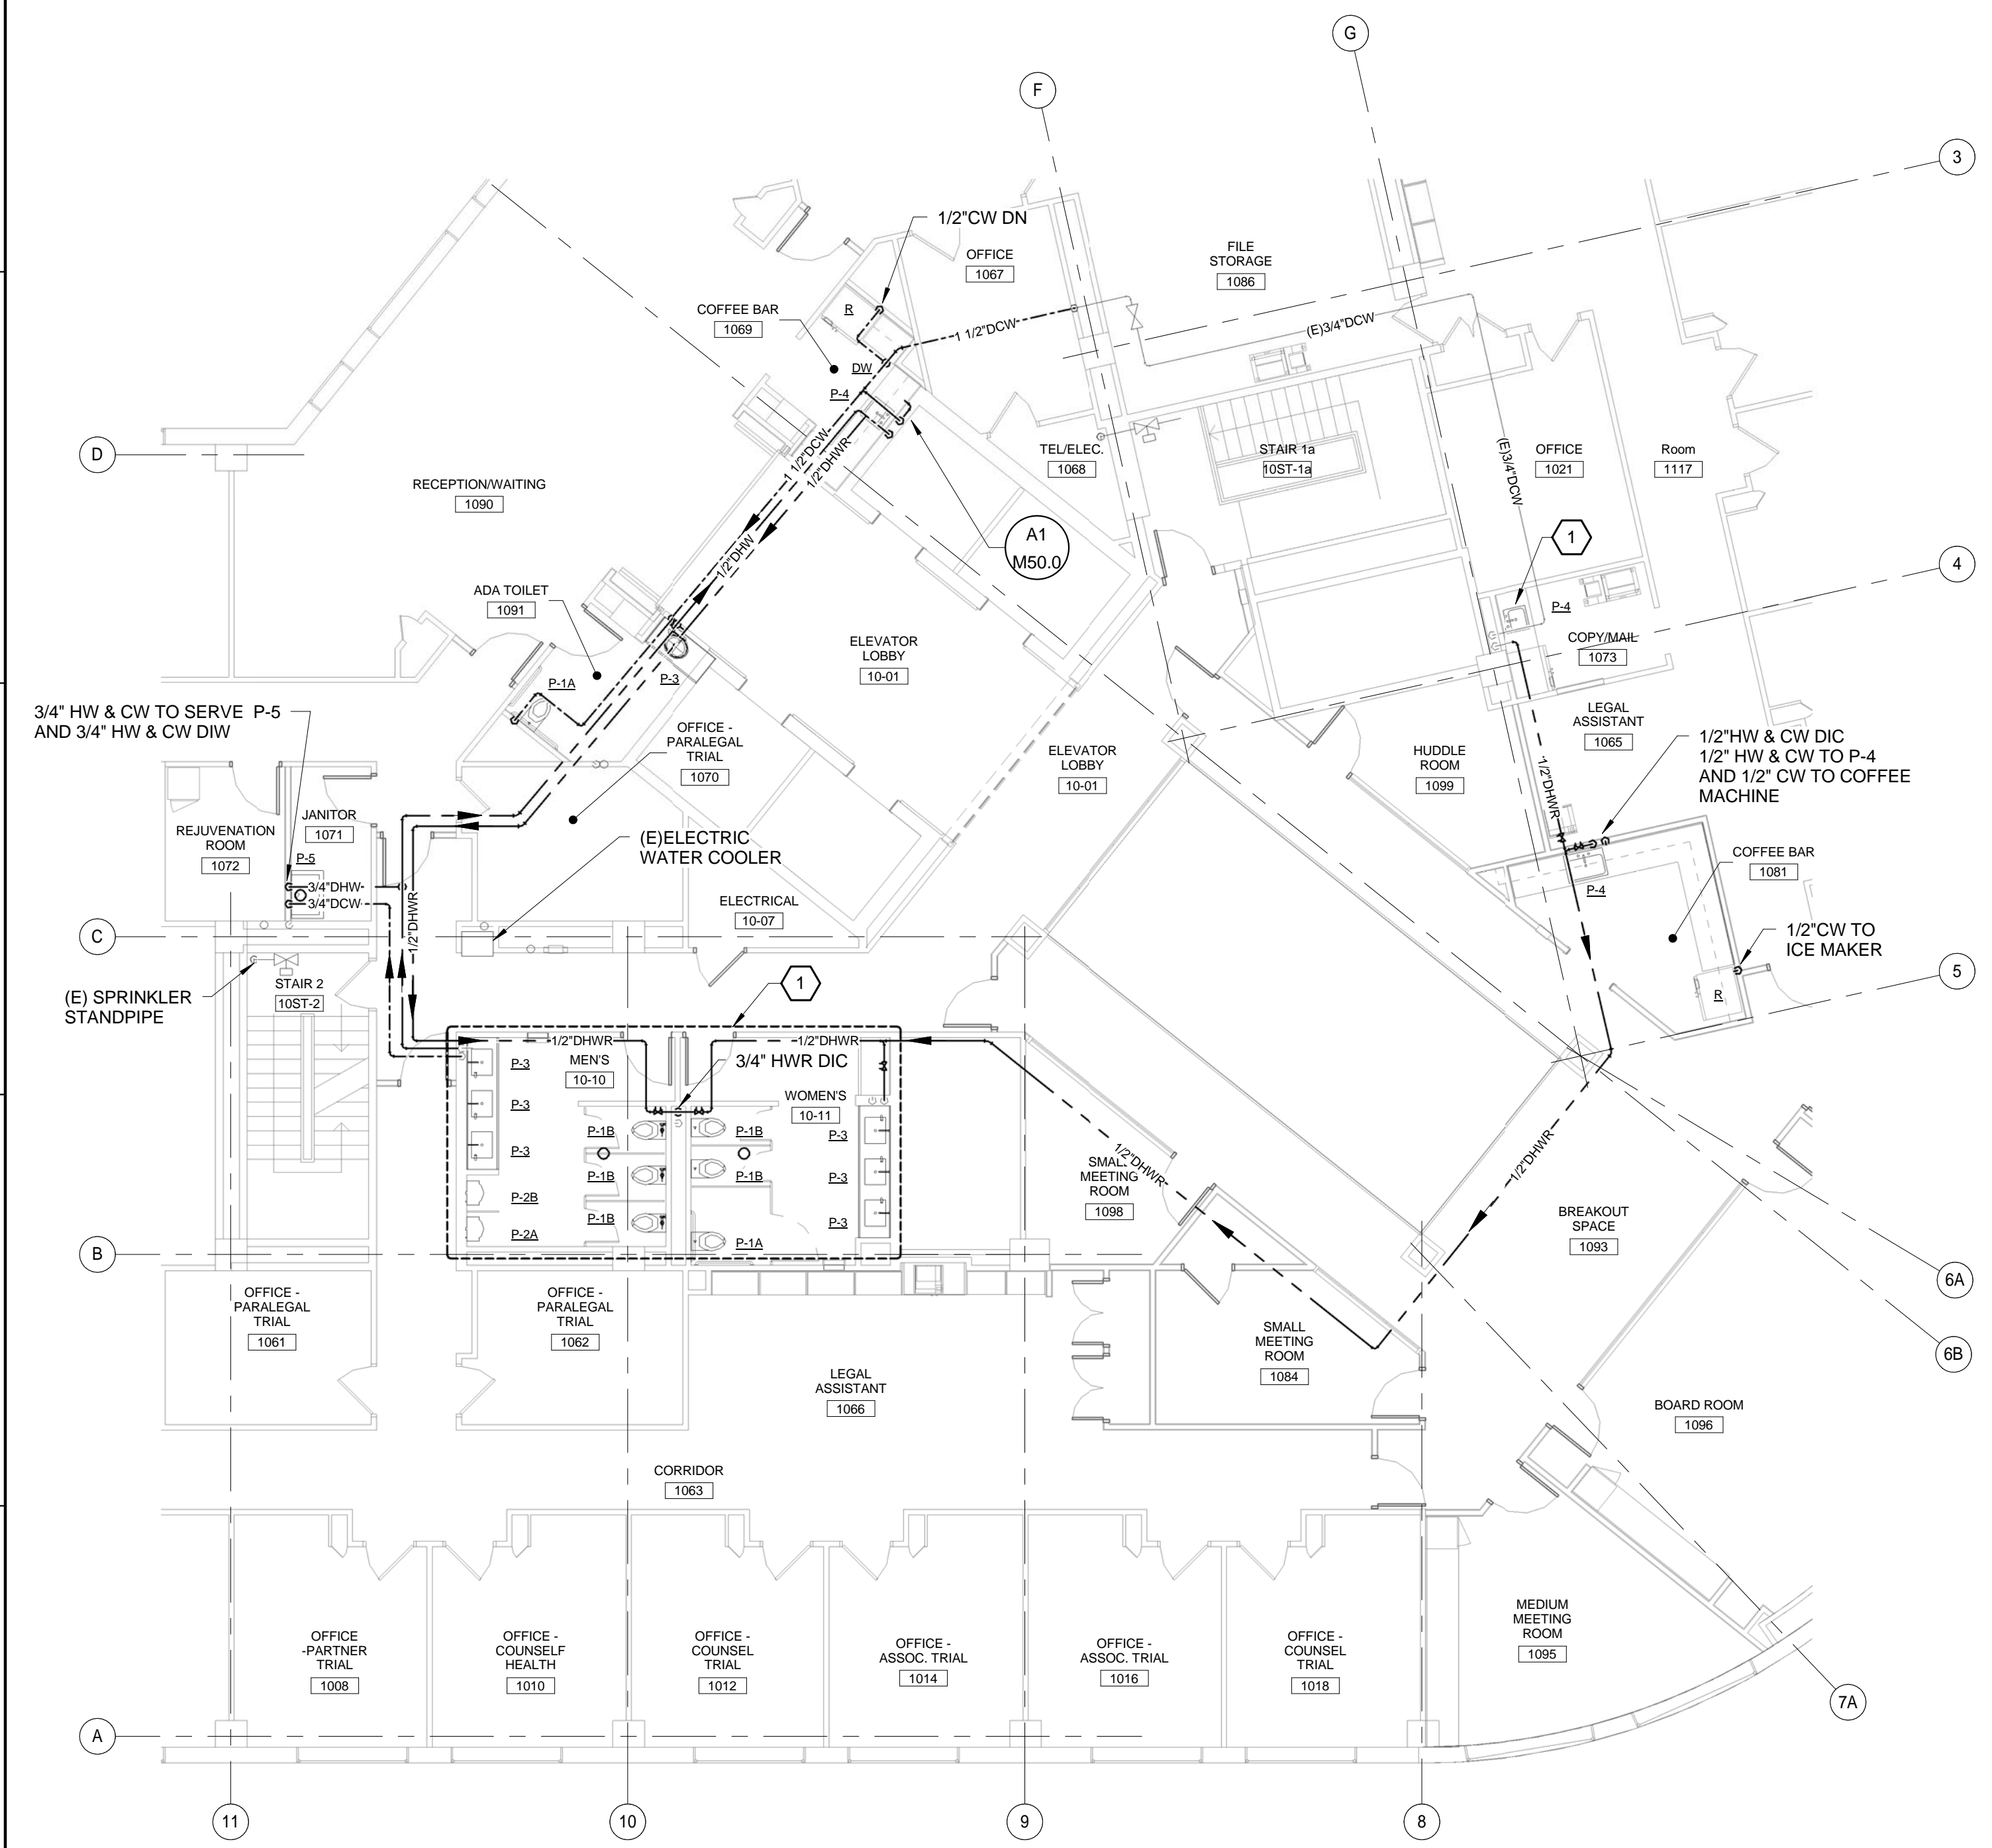 G
F
3
1/2"CW DN
OFFICE
1067
FILE
STORAGE
1086
COFFEE BAR
1069
R
1 1/2"DCW
(E)3/4"DCW
DW
P-4
D
1 1/2"DCW
1/2"DHWR
TEL/ELEC.
1068
STAIR 1a
10ST-1a
(E)3/4"DCW
OFFICE
1021
Room
1117
RECEPTION/WAITING
1090
A1
M50.0
1
1/2"DHW
4
ADA TOILET
1091
P-4
ELEVATOR
LOBBY
10-01
COPY/MAIL
1073
P-1A
P-3
3/4" HW & CW TO SERVE P-5
AND 3/4" HW & CW DIW
OFFICE -
PARALEGAL
TRIAL
1070
ELEVATOR
LOBBY
10-01
HUDDLE
ROOM
1099
LEGAL
ASSISTANT
1065
1/2"HW & CW DIC
1/2" HW & CW TO P-4
AND 1/2" CW TO COFFEE
MACHINE
1/2"DHWR
JANITOR
1071
REJUVENATION
ROOM
1072
P-5
(E)ELECTRIC
WATER COOLER
COFFEE BAR
1081
3/4"DHW
3/4"DCW
P-4
1/2"DHWR
ELECTRICAL
10-07
C
1/2"CW TO
ICE MAKER
5
STAIR 2
10ST-2
1
(E) SPRINKLER
STANDPIPE
R
1/2"DHWR
1/2"DHWR
MEN'S
10-10
3/4" HWR DIC
P-3
WOMEN'S
10-11
P-3
P-1B
P-1B
P-3
P-3
P-1B
P-1B
P-3
P-2B
P-1B
P-3
P-2A
P-1A
1/2"DHWR
SMALL
MEETING
ROOM
1098
1/2"DHWR
BREAKOUT
SPACE
1093
B
6A
OFFICE -
PARALEGAL
TRIAL
1061
OFFICE -
PARALEGAL
TRIAL
1062
SMALL
MEETING
ROOM
1084
6B
LEGAL
ASSISTANT
1066
BOARD ROOM
1096
CORRIDOR
1063
MEDIUM
MEETING
ROOM
1095
OFFICE
-PARTNER
TRIAL
1008
OFFICE -
COUNSELF
HEALTH
1010
OFFICE -
COUNSEL
TRIAL
1012
OFFICE -
ASSOC. TRIAL
1014
OFFICE -
ASSOC. TRIAL
1016
OFFICE -
COUNSEL
TRIAL
1018
7A
A
11
10
9
8